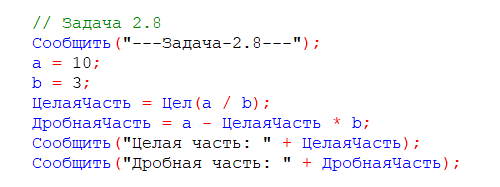 // Задача 2.8
Сообщить("---Задача-2.8---");
a = 10;
b = 3;
ЦелаяЧасть = Цел(a / b);
ДробнаяЧасть = a - ЦелаяЧасть * b;
Сообщить("Целая часть: " + ЦелаяЧасть);
Сообщить("Дробная часть: " + ДробнаяЧасть);